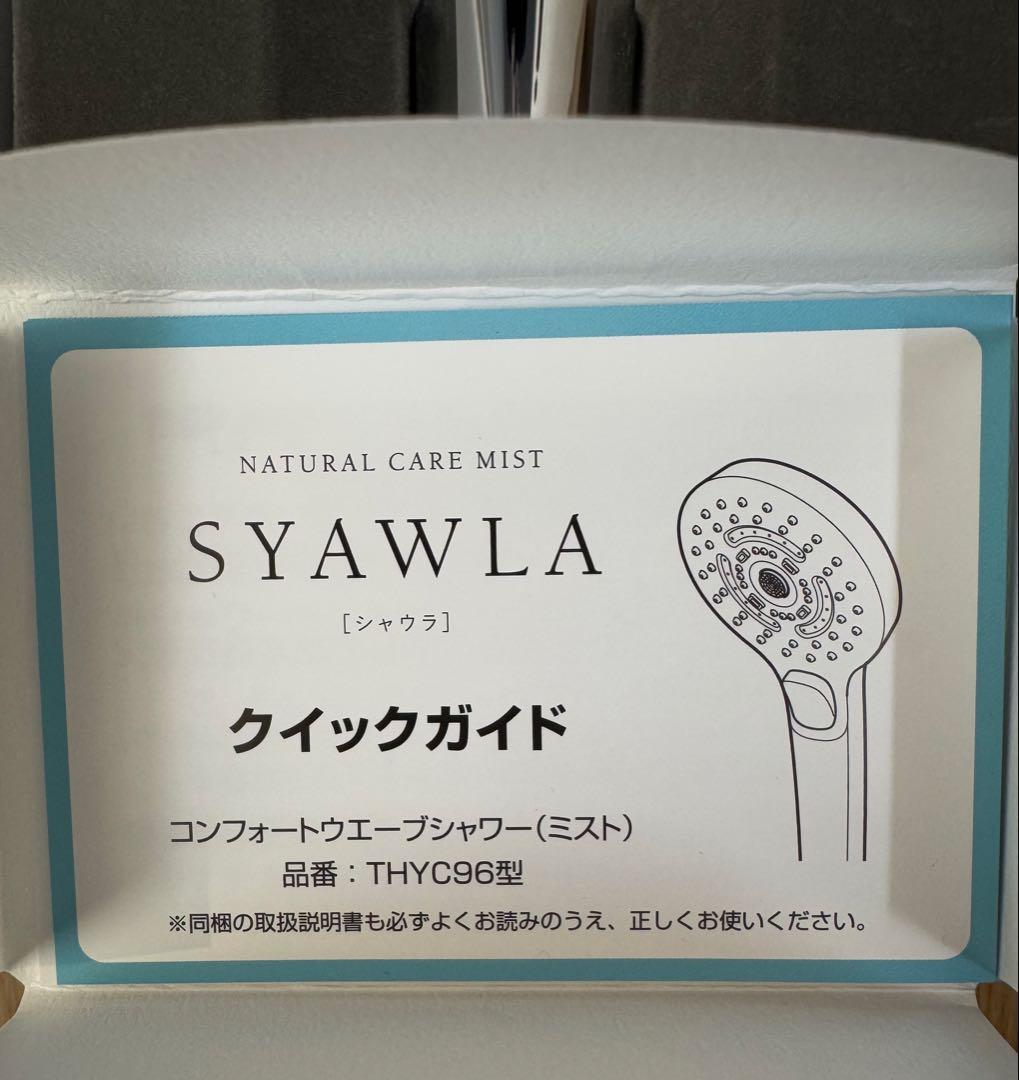 NATURAL CARE MIST
SYAWLA
[シャウラ]
クイックガイド
コンフォートウエーブシャワー(ミスト)
品番:THYC96型
※同梱の取扱説明書も必ずよくお読みのうえ、正しくお使いください。